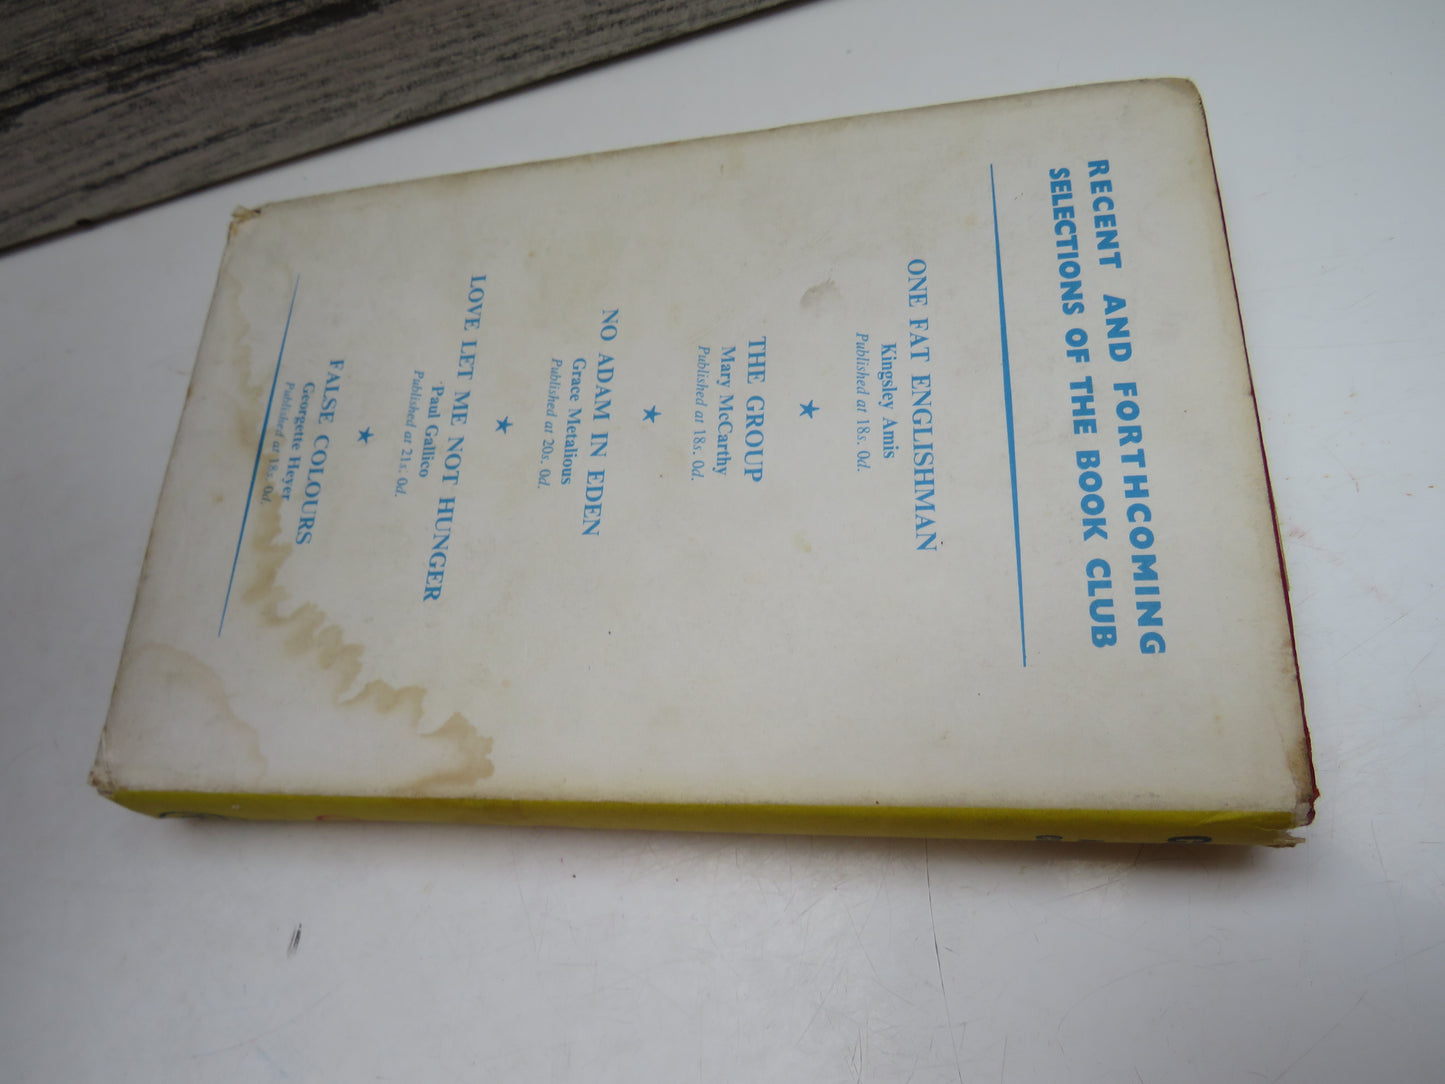 RECENT AND FORTHCOMING
SELECTIONS OF THE BOOK CLUB
ONE FAT ENGLISHMAN
Kingsley Amis
Published at 18s. 0d.
THE GROUP
Mary McCarthy
Published at 18s. 0d.
NO ADAM IN EDEN
Grace Metalious
Published at 20s. 0d.
LOVE LET ME NOT HUNGER
'Paul Gallico
Published at 21s. 0d.
FALSE COLOURS
Georgette Heyer
Published at 18s. 0d.